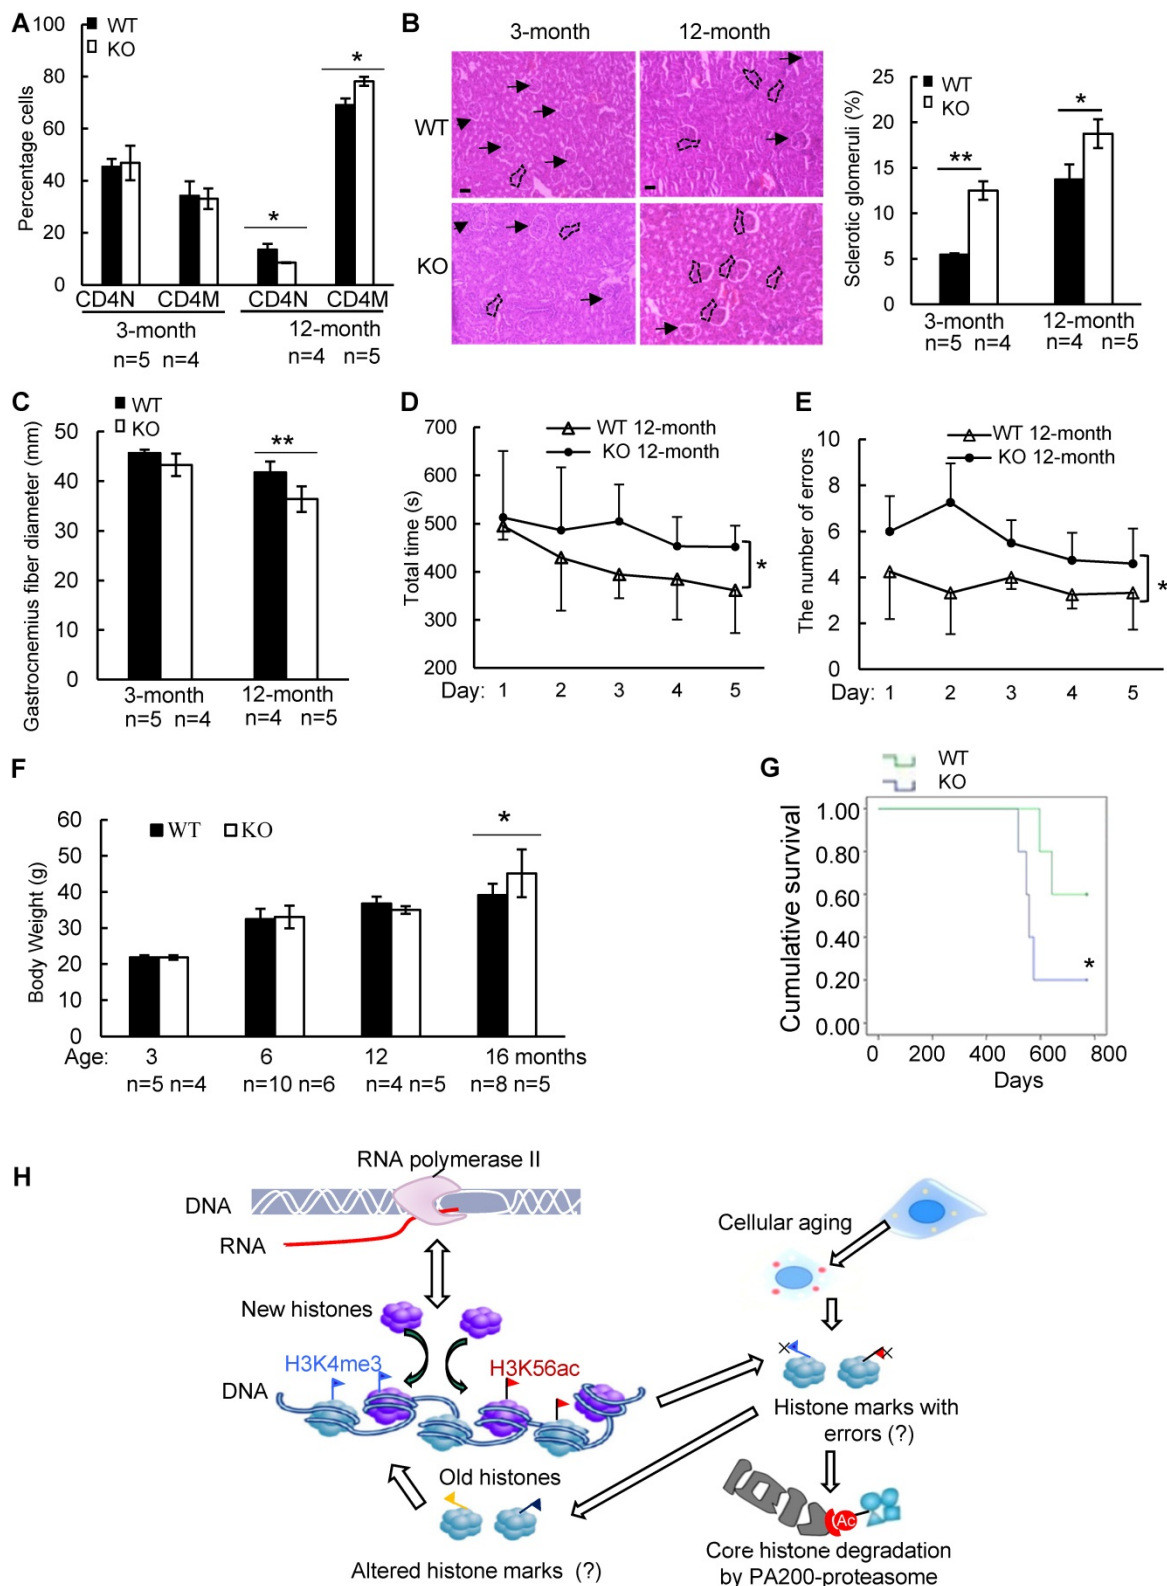 A
WT
KO
Percentage cells
100
80
60
40
20
0
*
*
CD4N CD4M CD4N CD4M
3-month 12-month
n=5 n=4 n=4 n=5
B
3-month 12-month
WT
KO
Sclerotic glomeruli (%)
WT
KO
25
20
15
10
5
0
**
*
3-month 12-month
n=5 n=4 n=4 n=5
C
WT
KO
Gastrocnemius fiber diameter (mm)
50
40
30
20
10
0
**
3-month 12-month
n=5 n=4 n=4 n=5
D
WT 12-month
KO 12-month
Total time (s)
700
600
500
400
300
200
*
Day: 1 2 3 4 5
E
WT 12-month
KO 12-month
The number of errors
10
8
6
4
2
0
*
Day: 1 2 3 4 5
F
WT KO
Body Weight (g)
60
50
40
30
20
10
0
*
Age: 3 6 12 16 months
n=5 n=4 n=10 n=6 n=4 n=5 n=8 n=5
G
WT
KO
Cumulative survival
1.00
0.80
0.60
0.40
0.20
0.00
*
0 200 400 600 800
Days
H
RNA polymerase II
DNA
RNA
New histones
H3K4me3
H3K56ac
DNA
Old histones
Altered histone marks (?)
Cellular aging
Histone marks with
errors (?)
Ac
Core histone degradation
by PA200-proteasome